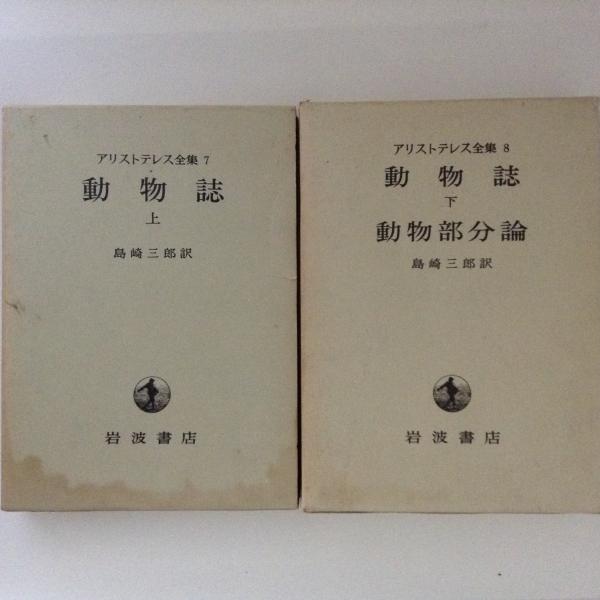 アリストテレス全集 7
動物誌
上
島崎三郎訳
岩波書店
アリストテレス全集 8
動物誌
下
動物部分論
島崎三郎訳
岩波書店